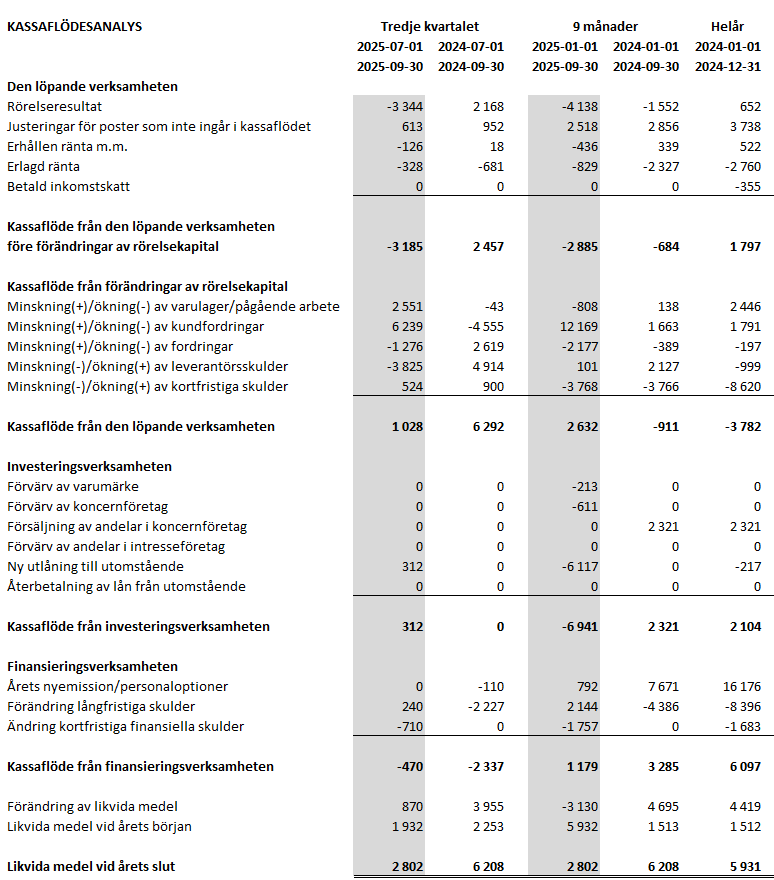 KASSAFLÖDESANALYS Tredje kvartalet 9 månader Helår
2025-07-01 2024-07-01 2025-01-01 2024-01-01 2024-01-01
2025-09-30 2024-09-30 2025-09-30 2024-09-30 2024-12-31
Den löpande verksamheten
Rörelseresultat -3 344 2 168 -4 138 -1 552 652
Justeringar för poster som inte ingår i kassaflödet 613 952 2 518 2 856 3 738
Erhållen ränta m.m. -126 18 -436 339 522
Erlagd ränta -328 -681 -829 -2 327 -2 760
Betald inkomstskatt 0 0 0 0 -355
Kassaflöde från den löpande verksamheten
före förändringar av rörelsekapital -3 185 2 457 -2 885 -684 1 797
Kassaflöde från förändringar av rörelsekapital
Minskning(+)/ökning(-) av varulager/pågående arbete 2 551 -43 -808 138 2 446
Minskning(+)/ökning(-) av kundfordringar 6 239 -4 555 12 169 1 663 1 791
Minskning(+)/ökning(-) av fordringar -1 276 2 619 -2 177 -389 -197
Minskning(-)/ökning(+) av leverantörsskulder -3 825 4 914 101 2 127 -999
Minskning(-)/ökning(+) av kortfristiga skulder 524 900 -3 768 -3 766 -8 620
Kassaflöde från den löpande verksamheten 1 028 6 292 2 632 -911 -3 782
Investeringsverksamheten
Förvärv av varumärke 0 0 -213 0 0
Förvärv av koncernföretag 0 0 -611 0 0
Försäljning av andelar i koncernföretag 0 0 0 2 321 2 321
Förvärv av andelar i intresseföretag 0 0 0 0 0
Ny utlåning till utomstående 312 0 -6 117 0 -217
Återbetalning av lån från utomstående 0 0 0 0 0
Kassaflöde från investeringsverksamheten 312 0 -6 941 2 321 2 104
Finansieringsverksamheten
Årets nyemission/personaloptioner 0 -110 792 7 671 16 176
Förändring långfristiga skulder 240 -2 227 2 144 -4 386 -8 396
Ändring kortfristiga finansiella skulder -710 0 -1 757 0 -1 683
Kassaflöde från finansieringsverksamheten -470 -2 337 1 179 3 285 6 097
Förändring av likvida medel 870 3 955 -3 130 4 695 4 419
Likvida medel vid årets början 1 932 2 253 5 932 1 513 1 512
Likvida medel vid årets slut 2 802 6 208 2 802 6 208 5 931